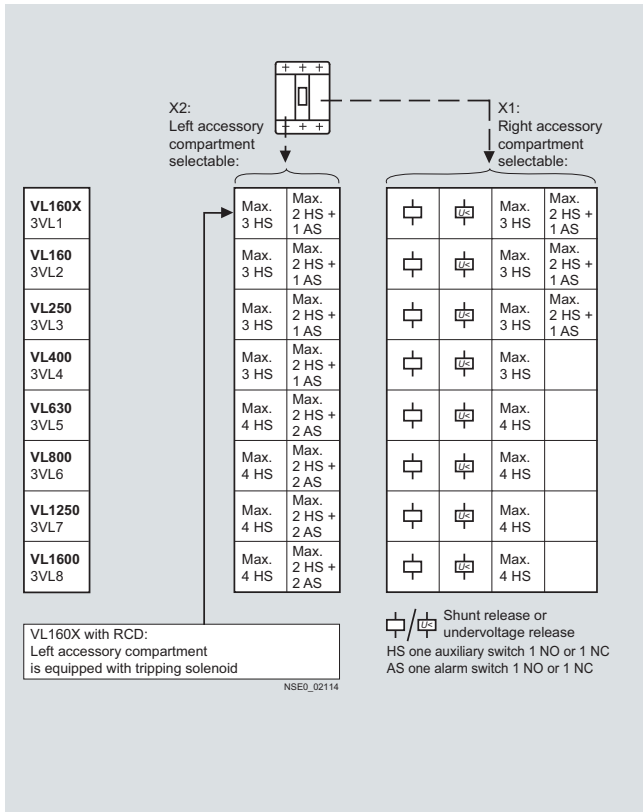 X2:
Left accessory
compartment
selectable:
X1:
Right accessory
compartment
selectable:
VL160X
3VL1
Max.
3 HS
Max.
2 HS +
1 AS
U<
Max.
3 HS
Max.
2 HS +
1 AS
VL160
3VL2
Max.
3 HS
Max.
2 HS +
1 AS
U<
Max.
3 HS
Max.
2 HS +
1 AS
VL250
3VL3
Max.
3 HS
Max.
2 HS +
1 AS
U<
Max.
3 HS
Max.
2 HS +
1 AS
VL400
3VL4
Max.
3 HS
Max.
2 HS +
1 AS
U<
Max.
3 HS
VL630
3VL5
Max.
4 HS
Max.
2 HS +
2 AS
U<
Max.
4 HS
VL800
3VL6
Max.
4 HS
Max.
2 HS +
2 AS
U<
Max.
4 HS
VL1250
3VL7
Max.
4 HS
Max.
2 HS +
2 AS
U<
Max.
4 HS
VL1600
3VL8
Max.
4 HS
Max.
2 HS +
2 AS
U<
Max.
4 HS
VL160X with RCD:
Left accessory compartment
is equipped with tripping solenoid
NSE0_02114
/ U< Shunt release or
undervoltage release
HS one auxiliary switch 1 NO or 1 NC
AS one alarm switch 1 NO or 1 NC